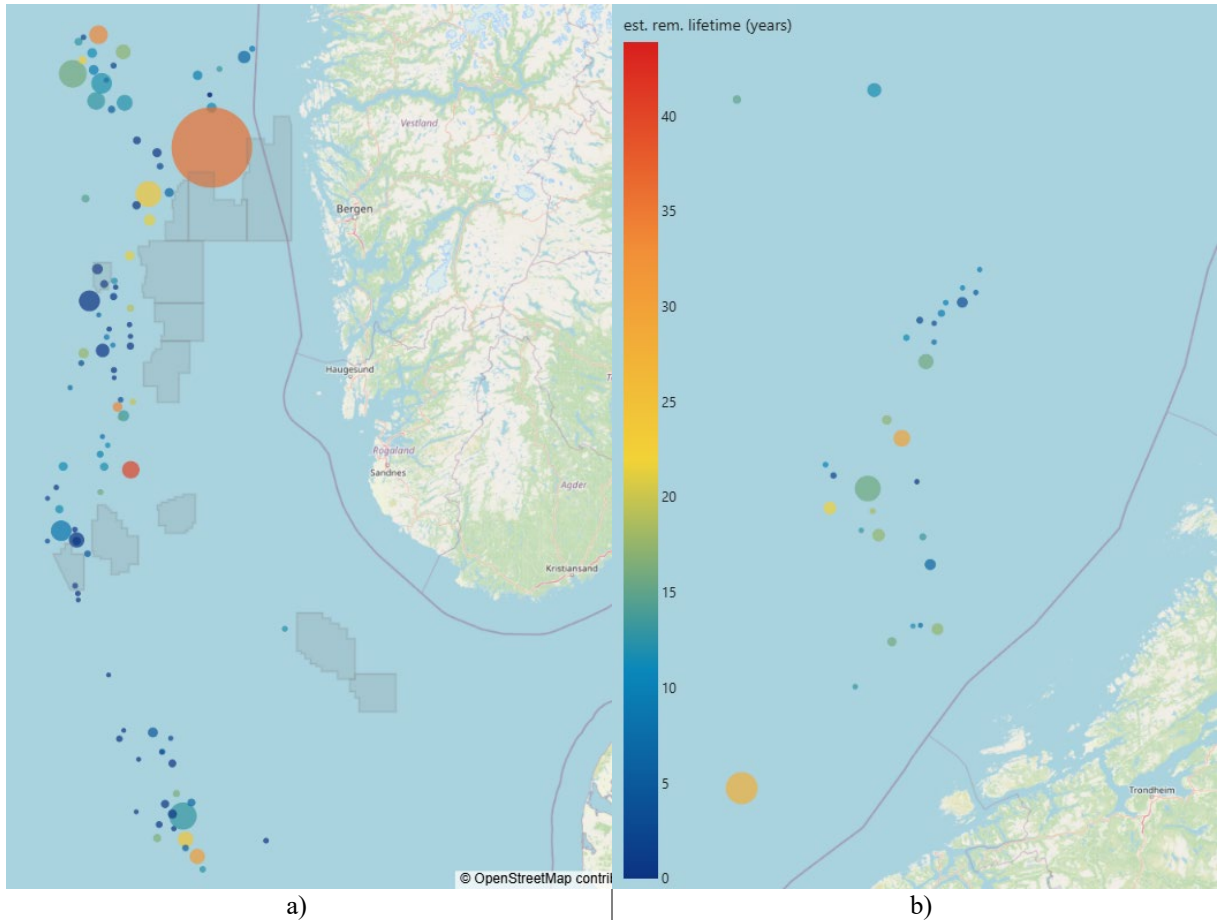 est. rem. lifetime (years)
40
35
30
25
20
15
10
5
0
Vestland
Bergen
Haugesund
Rogaland
Sandnes
Agder
Kristiansand
Trondheim
© OpenStreetMap contri
a)
b)